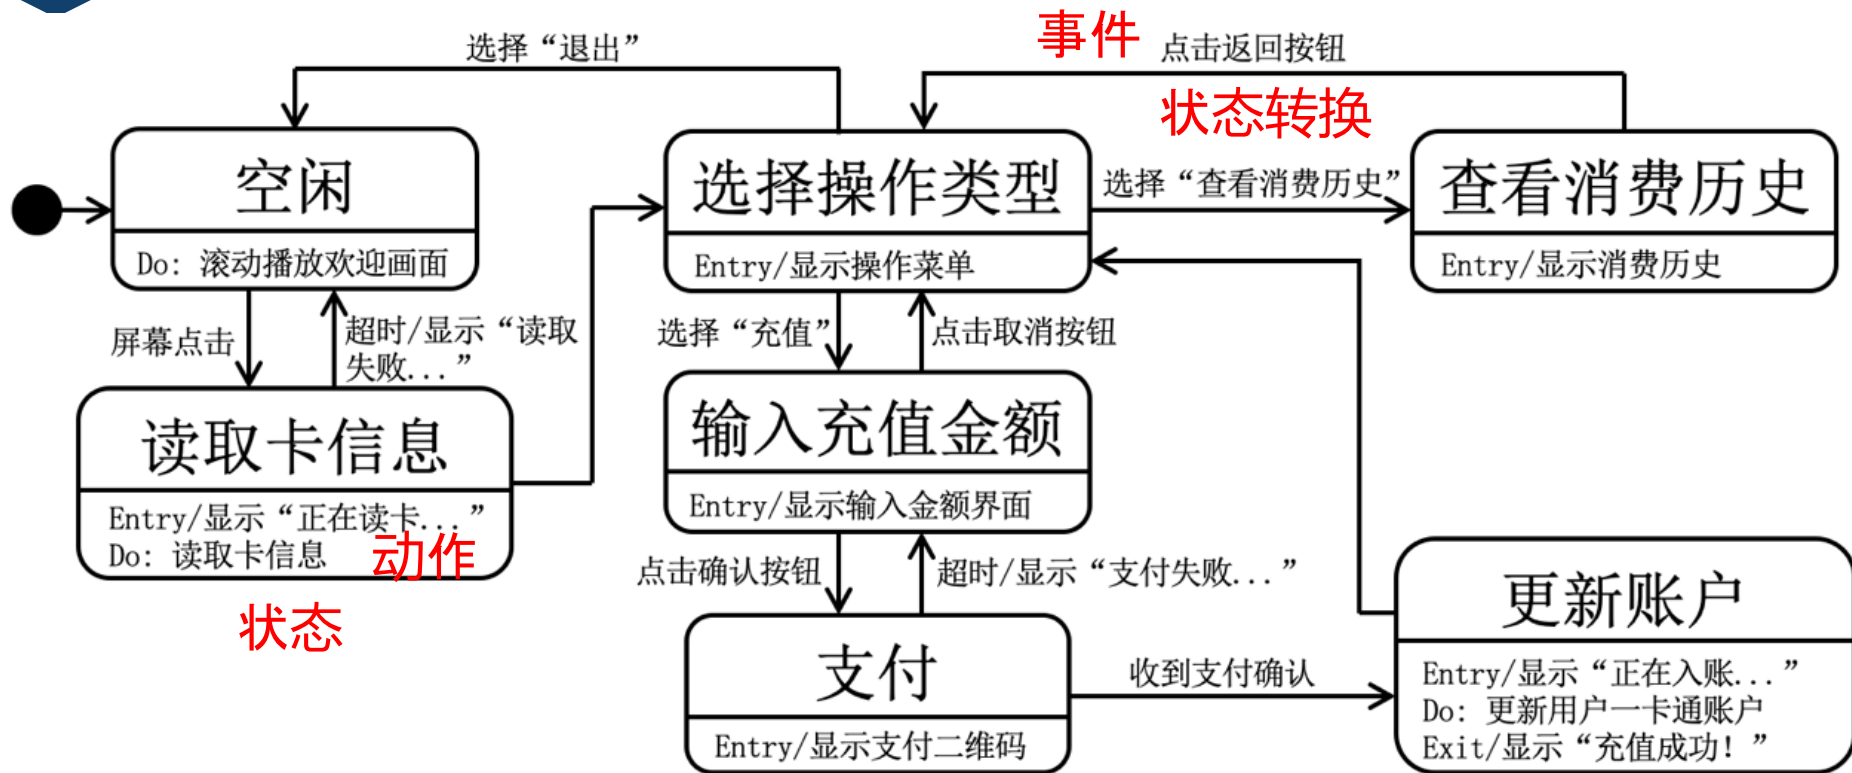 选择“退出”
事件
点击返回按钮
状态转换
空闲
Do: 滚动播放欢迎画面
选择操作类型
Entry/显示操作菜单
选择“查看消费历史”
查看消费历史
Entry/显示消费历史
屏幕点击
超时/显示“读取
失败...”
选择“充值”
点击取消按钮
读取卡信息
Entry/显示“正在读卡...”
Do: 读取卡信息
动作
状态
输入充值金额
Entry/显示输入金额界面
点击确认按钮
超时/显示“支付失败...”
支付
Entry/显示支付二维码
收到支付确认
更新账户
Entry/显示“正在入账...”
Do: 更新用户一卡通账户
Exit/显示“充值成功！”